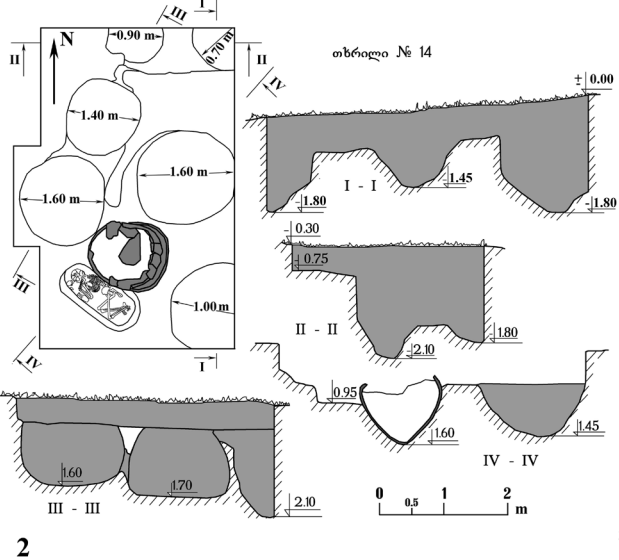 I
III
0.90 m
0.70 m
II
N
II
IV
თხრილი № 14
± 0.00
1.40 m
1.60 m
1.60 m
-1.45
I - I
-1.80
-1.80
0.30
-0.75
II - II
1.80
-2.10
III
1.00 m
IV
I
0.95
1.60
1.45
IV - IV
1.60
1.70
2.10
III - III
0
0.5
1
2
m
2